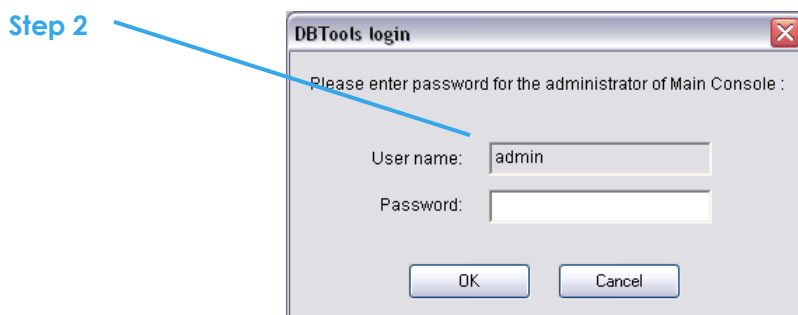 Step 2
DBTools login
Please enter password for the administrator of Main Console :
User name: admin
Password:
OK Cancel